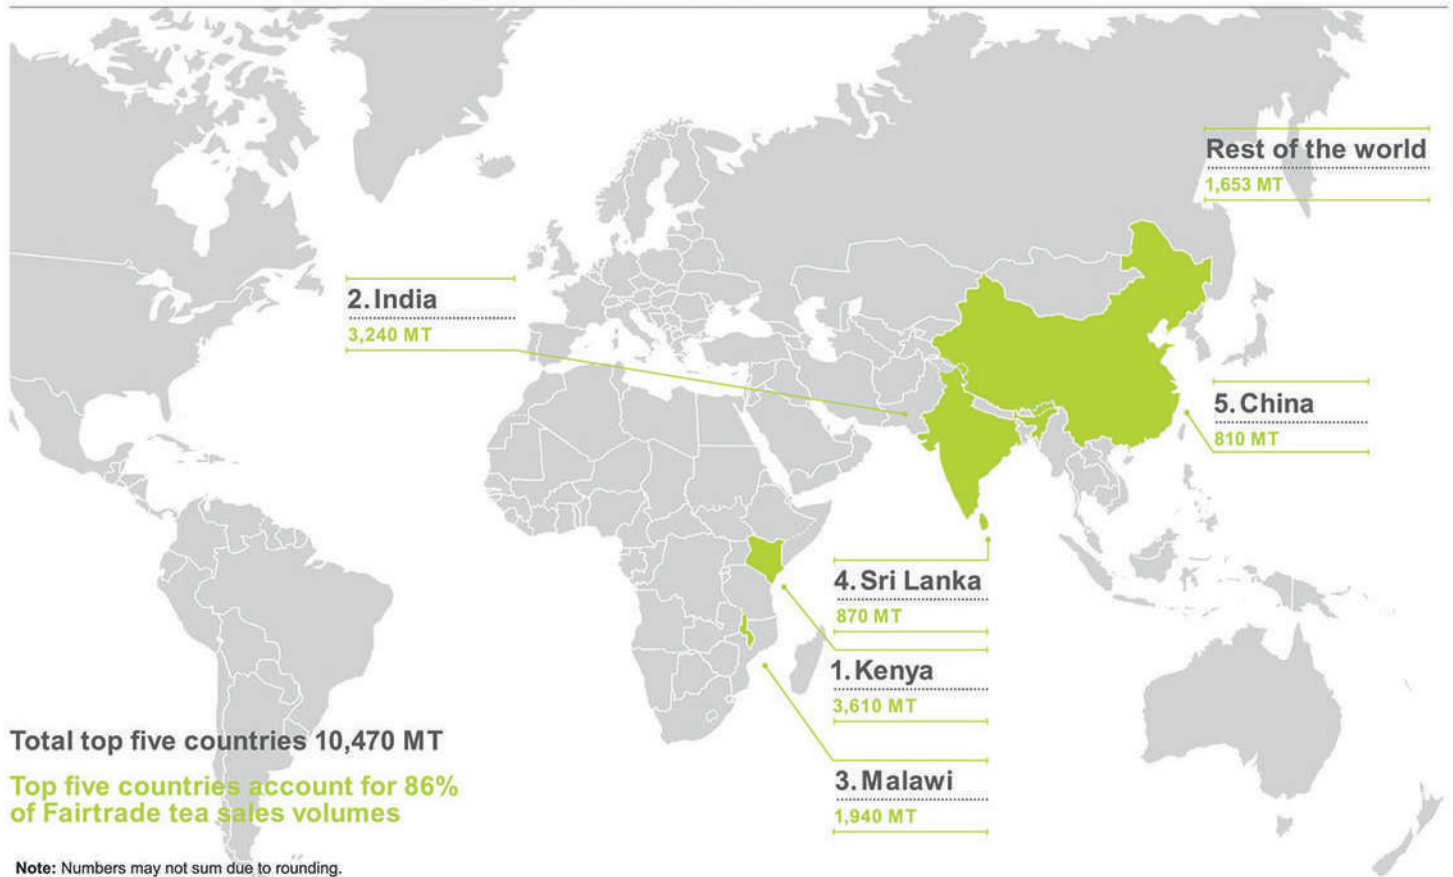 Rest of the world
1,653 MT
2. India
3,240 MT
5. China
810 MT
4. Sri Lanka
870 MT
1. Kenya
3,610 MT
3. Malawi
1,940 MT
Total top five countries 10,470 MT
Top five countries account for 86%
of Fairtrade tea sales volumes
Note: Numbers may not sum due to rounding.